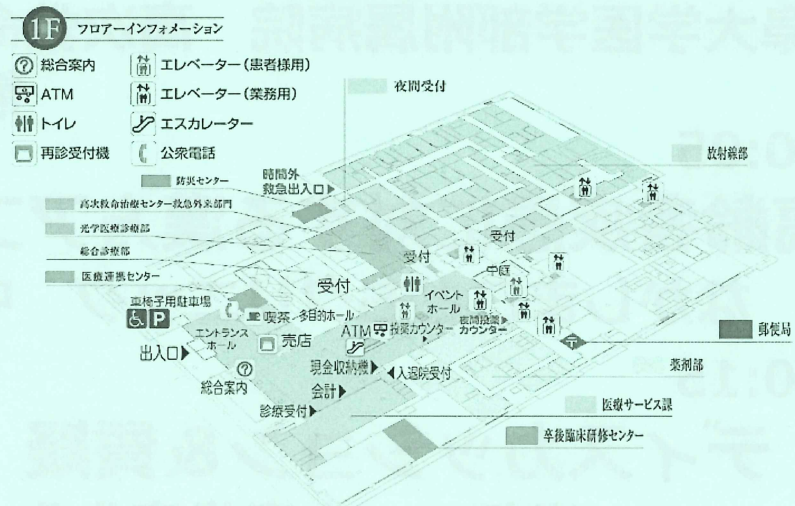 1F フロアーインフォメーション
総合案内
エレベーター(患者様用)
ATM
エレベーター(業務用)
トイレ
エスカレーター
再診受付機
公衆電話
夜間受付
放射線部
時間外
救急出入口▶
防災センター
高次救命治療センター救急外来部門
光学医療診療部
総合診療部
医療連携センター
受付
受付
受付
中庭
車椅子用駐車場
P
喫茶
多目的ホール
イベント
ホール
エントランス
ホール
売店
ATM
投薬カウンター
夜間投薬▶
カウンター
郵便局
出入口▶
総合案内
現金収納機▶
◀入退院受付
会計▶
診療受付▶
薬剤部
医療サービス課
卒後臨床研修センター